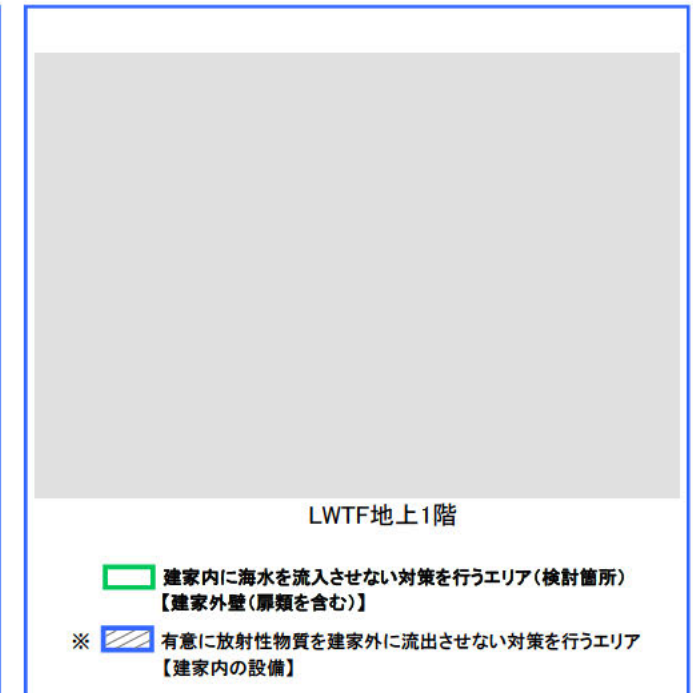 LWTF地上1階
建家内に海水を流入させない対策を行うエリア(検討箇所)
【建家外壁(扉類を含む)】
※ 有意に放射性物質を建家外に流出させない対策を行うエリア
【建家内の設備】